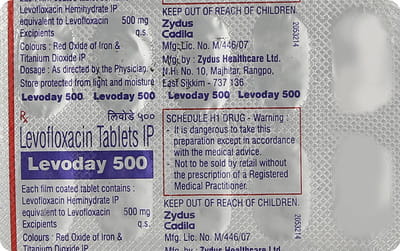 Levofloxacin Hemihydrate IP
equivalent to Levofloxacin 500 mg
Excipients q.s.
Colours : Red Oxide of Iron &
Titanium Dioxide IP
Dosage : As directed by the Physician.
Store protected from light and moisture
Levoday 500 Levoday 500
℞ लिवोडे ५००
Levofloxacin Tablets IP
Levoday 500
Each film coated tablet contains :
Levofloxacin Hemihydrate IP
equivalent to Levofloxacin 500 mg
Excipients q.s.
Colours : Red Oxide of Iron &
Titanium Dioxide IP
KEEP OUT OF REACH OF CHILDREN.
Zydus
Cadila
Mfg. Lic. No. M/446/07
Mfg. by : Zydus Healthcare Ltd.
N.H. No. 10, Majhitar, Rangpo,
East Sikkim - 737 136
Levoday 500 Levoday 500
2053214
SCHEDULE H1 DRUG - Warning :
- It is dangerous to take this
preparation except in accordance
with the medical advice.
- Not to be sold by retail without
the prescription of a Registered
Medical Practitioner.
KEEP OUT OF REACH OF CHILDREN.
Zydus
Cadila
Mfg. Lic. No. M/446/07
Mfg. by : Zydus Healthcare Ltd.
2053214